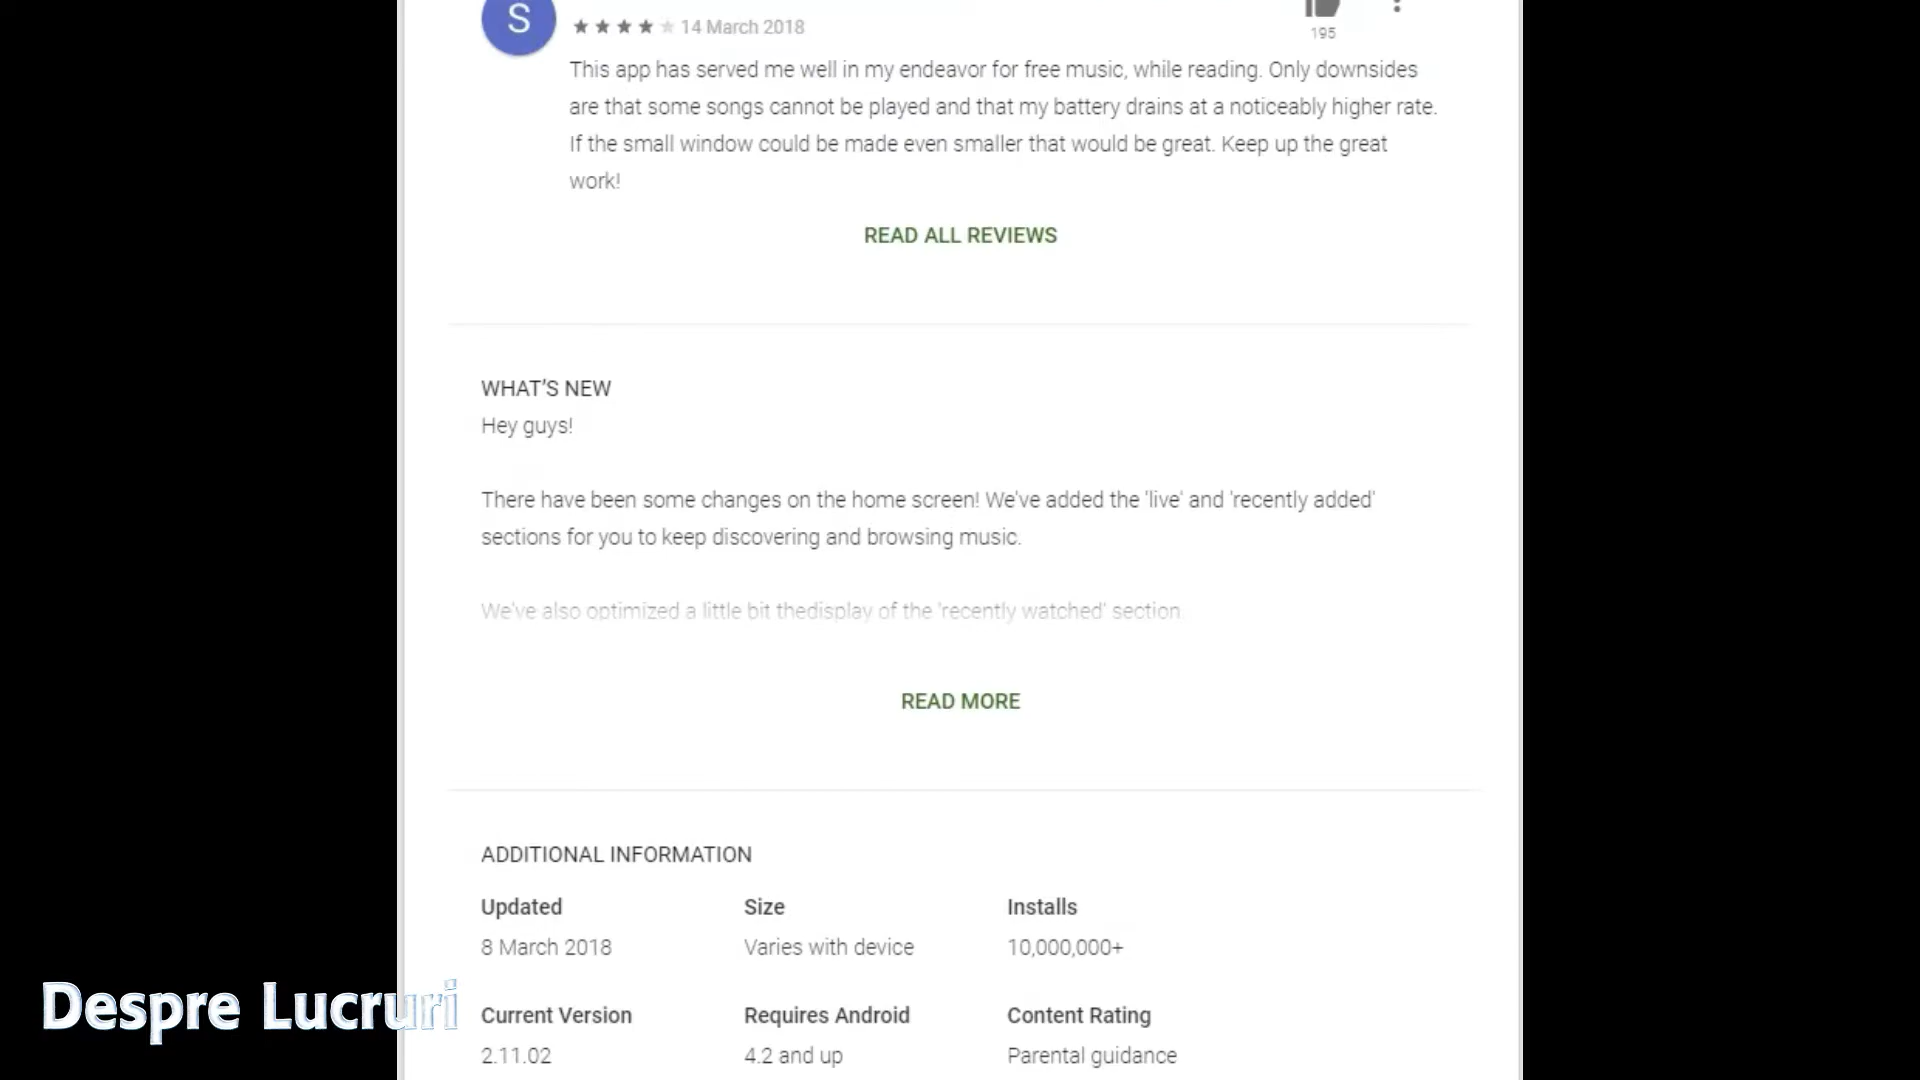 S
14 March 2018
195
This app has served me well in my endeavor for free music, while reading. Only downsides
are that some songs cannot be played and that my battery drains at a noticeably higher rate.
If the small window could be made even smaller that would be great. Keep up the great
work!
READ ALL REVIEWS
WHAT'S NEW
Hey guys!
There have been some changes on the home screen! We've added the 'live' and 'recently added'
sections for you to keep discovering and browsing music.
We've also optimized a little bit thedisplay of the 'recently watched' section.
READ MORE
ADDITIONAL INFORMATION
Updated Size Installs
8 March 2018 Varies with device 10,000,000+
Current Version Requires Android Content Rating
2.11.02 4.2 and up Parental guidance
Despre Lucruri